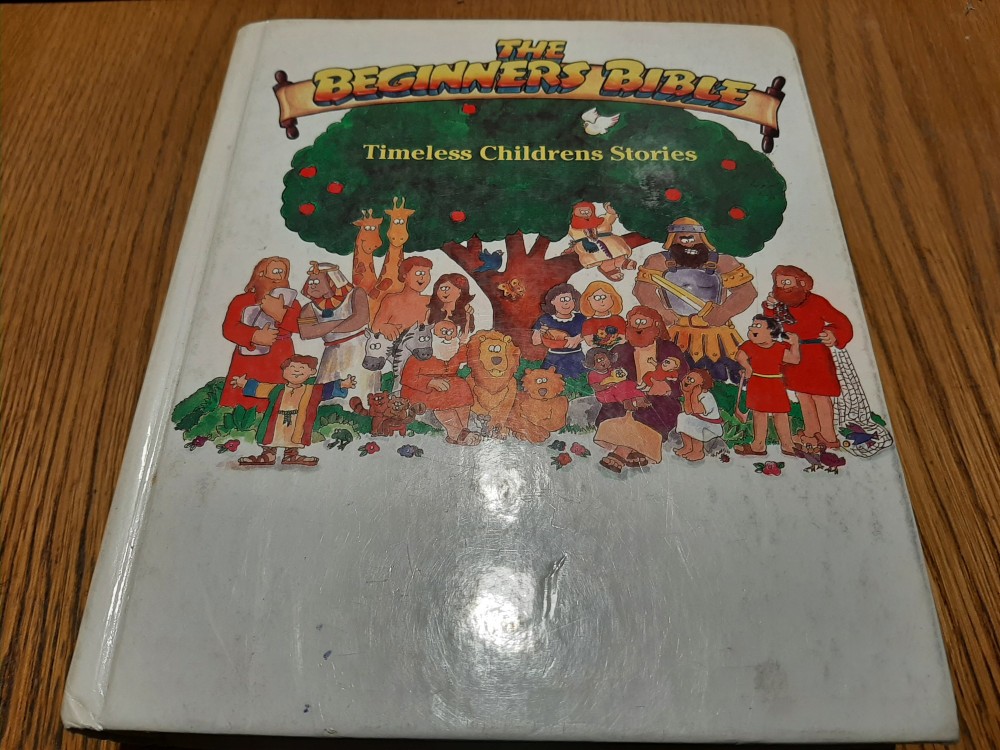 THE
BEGINNERS BIBLE
Timeless Childrens Stories